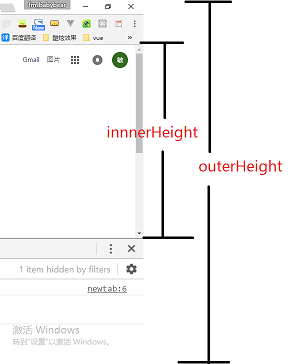 Im:babybear
New
百度翻译
酷炫效果
vue
»
Gmail 图片
敏
innnerHeight
outerHeight
1 item hidden by filters
newtab:6
激活 Windows
转到"设置"以激活 Windows。